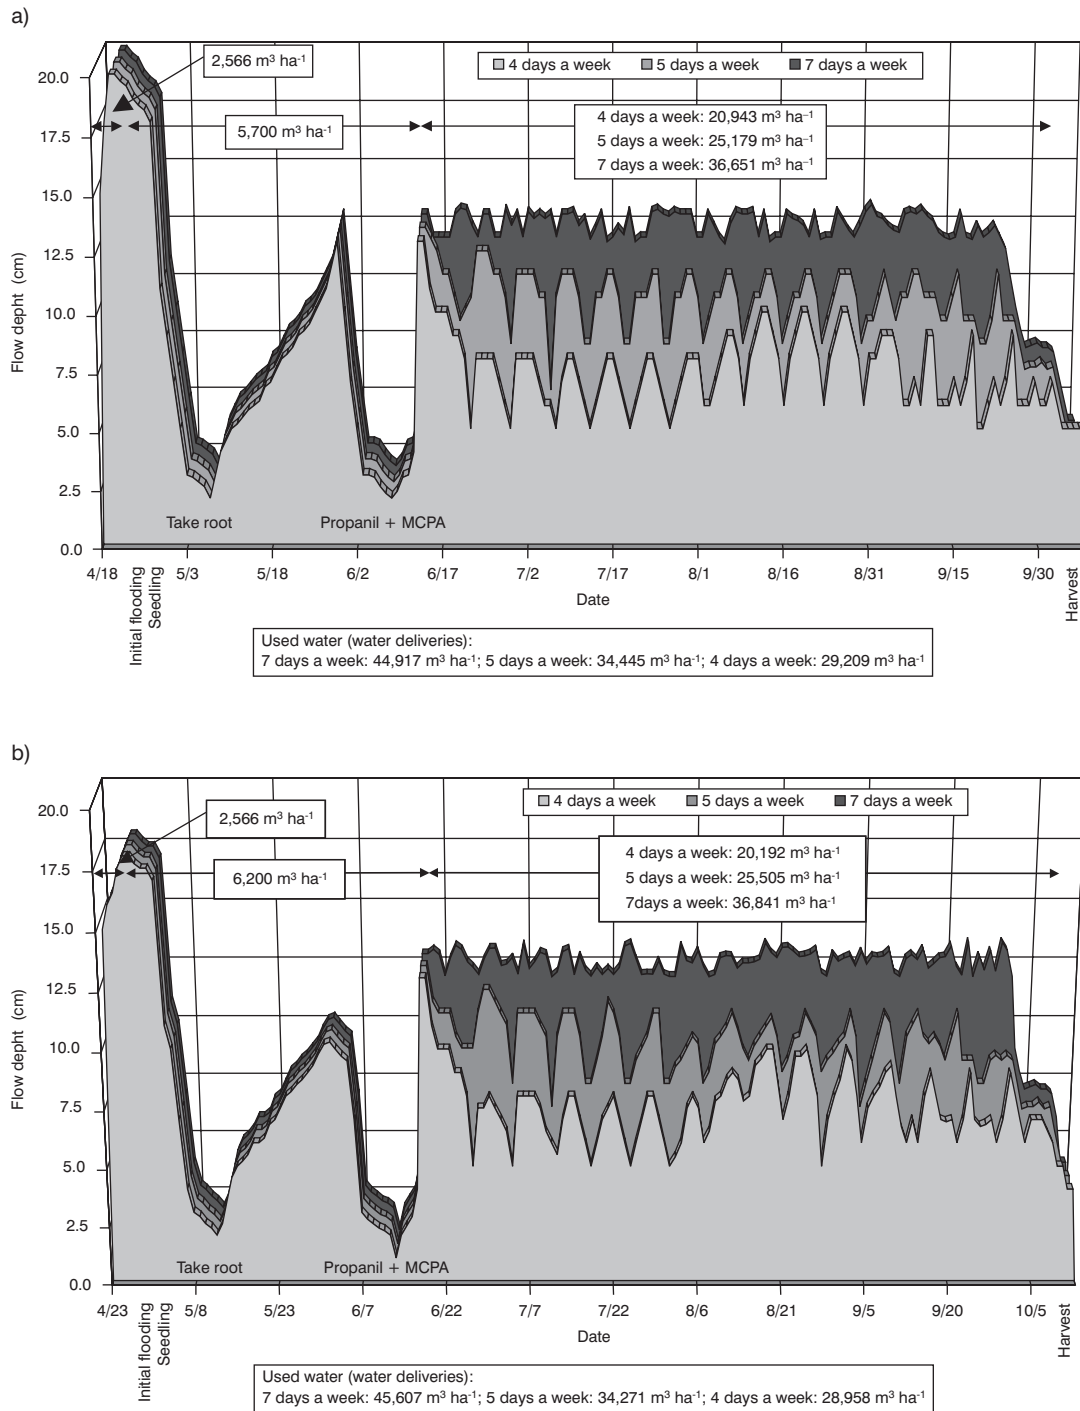 a)
2,566 m³ ha⁻¹
4 days a week 5 days a week 7 days a week
20.0
17.5
15.0
12.5
10.0
7.5
5.0
2.5
0.0
Flow depht (cm)
5,700 m³ ha⁻¹
4 days a week: 20,943 m³ ha⁻¹
5 days a week: 25,179 m³ ha⁻¹
7 days a week: 36,651 m³ ha⁻¹
Take root
Propanil + MCPA
4/18 5/3 5/18 6/2 6/17 7/2 7/17 8/1 8/16 8/31 9/15 9/30
Initial flooding
Seedling
Harvest
Date
Used water (water deliveries):
7 days a week: 44,917 m³ ha⁻¹; 5 days a week: 34,445 m³ ha⁻¹; 4 days a week: 29,209 m³ ha⁻¹
b)
2,566 m³ ha⁻¹
4 days a week 5 days a week 7 days a week
20.0
17.5
15.0
12.5
10.0
7.5
5.0
2.5
0.0
Flow depht (cm)
6,200 m³ ha⁻¹
4 days a week: 20,192 m³ ha⁻¹
5 days a week: 25,505 m³ ha⁻¹
7days a week: 36,841 m³ ha⁻¹
Take root
Propanil + MCPA
4/23 5/8 5/23 6/7 6/22 7/7 7/22 8/6 8/21 9/5 9/20 10/5
Initial flooding
Seedling
Harvest
Date
Used water (water deliveries):
7 days a week: 45,607 m³ ha⁻¹; 5 days a week: 34,271 m³ ha⁻¹; 4 days a week: 28,958 m³ ha⁻¹